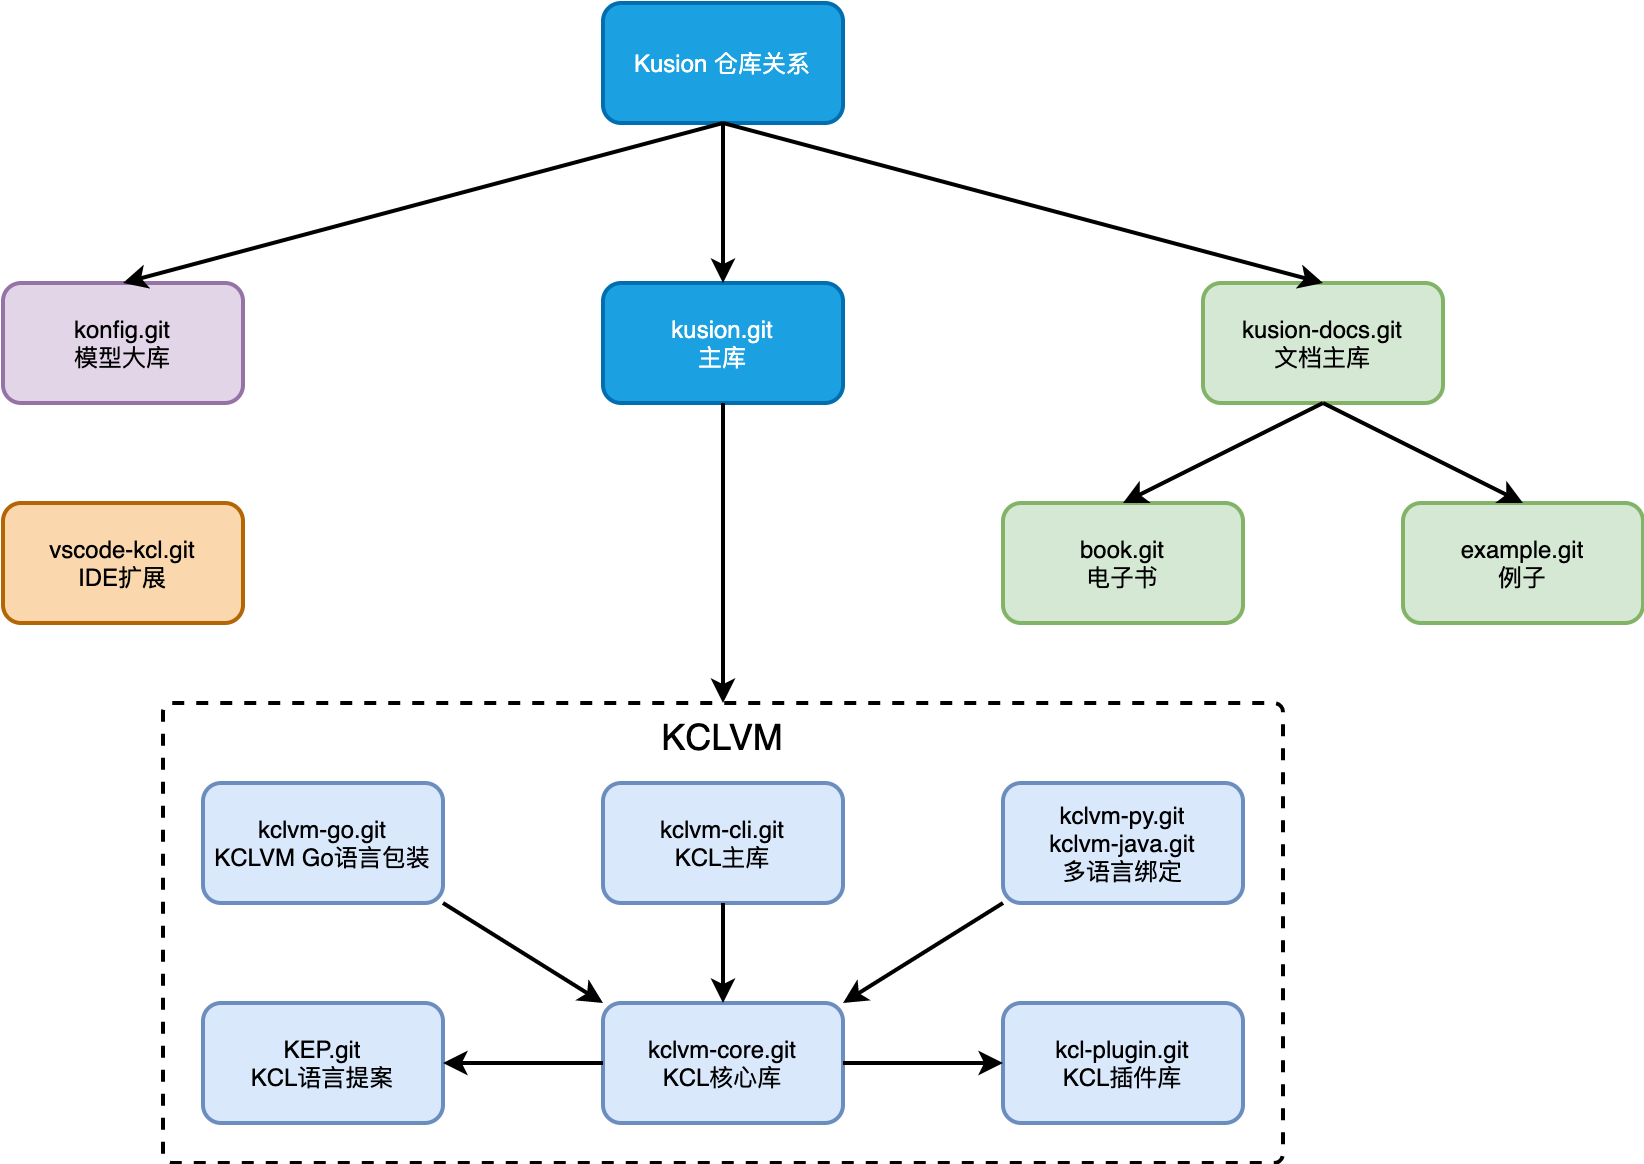 Kusion 仓库关系
konfig.git
模型大库
kusion.git
主库
kusion-docs.git
文档主库
vscode-kcl.git
IDE扩展
book.git
电子书
example.git
例子
KCLVM
kclvm-go.git
KCLVM Go语言包装
kclvm-cli.git
KCL主库
kclvm-py.git
kclvm-java.git
多语言绑定
KEP.git
KCL语言提案
kclvm-core.git
KCL核心库
kcl-plugin.git
KCL插件库